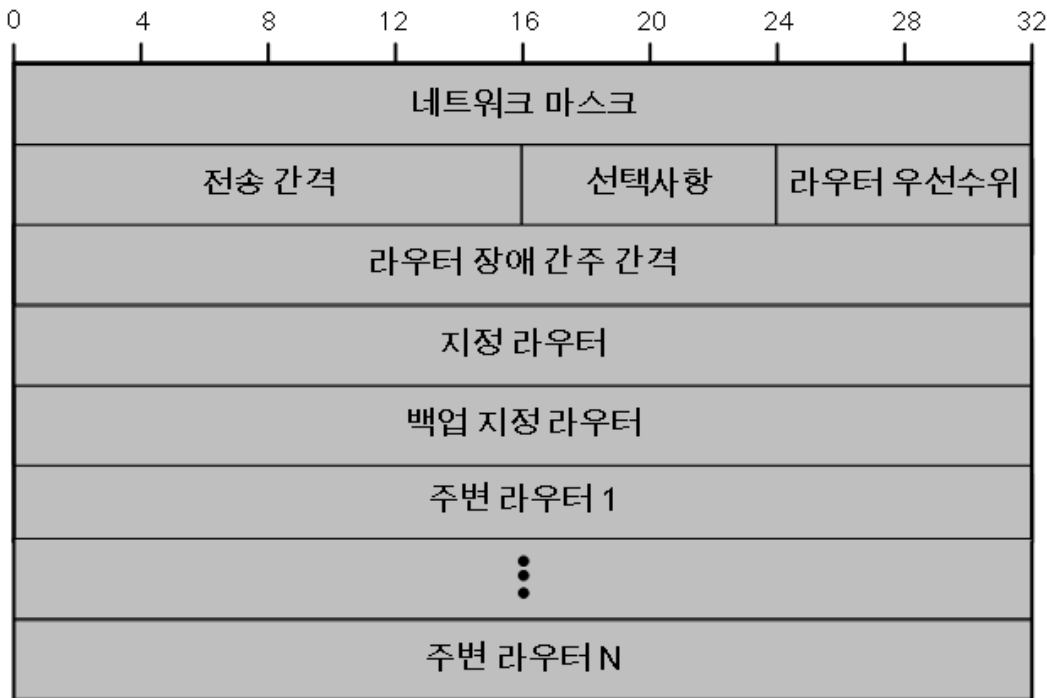 0 4 8 12 16 20 24 28 32
네트워크 마스크
전송 간격 선택사항 라우터 우선수위
라우터 장애 간주 간격
지정 라우터
백업 지정 라우터
주변 라우터 1
주변 라우터 N